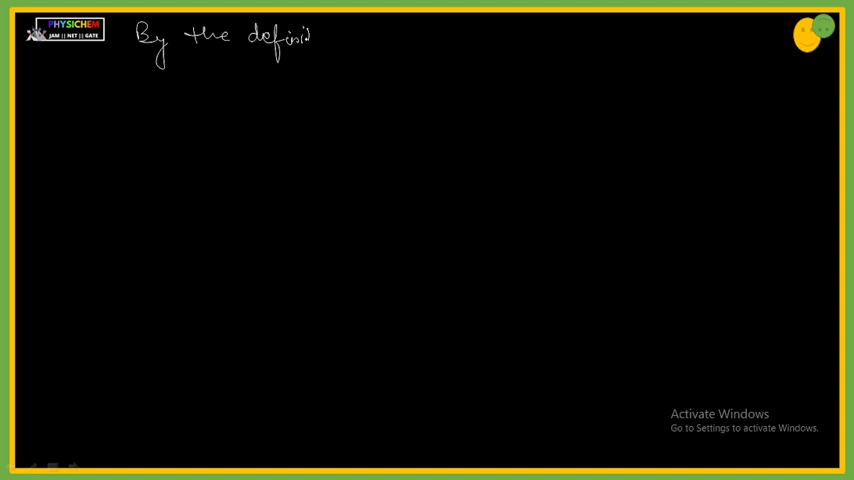 PHYSICHEM
JAM || NET || GATE
By the
Activate Windows
Go to Settings to activate Windows.